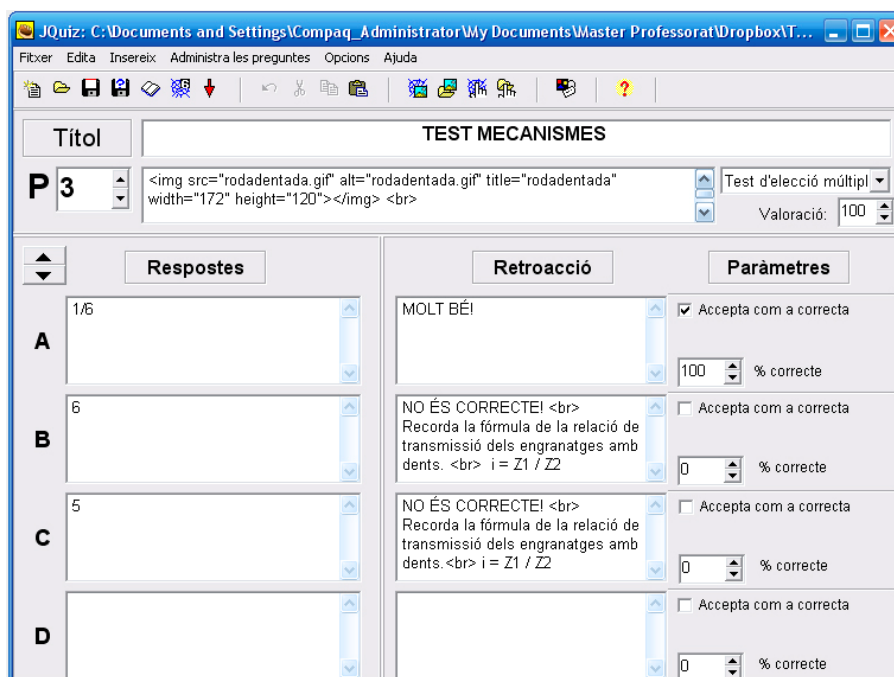 JQuiz: C:\Documents and Settings\Compaq_Administrator\My Documents\Master Professorat\Dropbox\T...
Fitxer Edita Insereix Administra les preguntes Opcions Ajuda
Títol TEST MECANISMES
P 3 <img src="rodadentada.gif" alt="rodadentada.gif" title="rodadentada" Test d'elecció múltipl
width="172" height="120"></img> <br> Valoració: 100
Respostes Retroacció Paràmetres
A 1/6 MOLT BÉ! Accepta com a correcta
100 % correcte
B 6 NO ÉS CORRECTE! <br> Accepta com a correcta
Recorda la fórmula de la relació de
transmissió dels engranatges amb
dents. <br> i = Z1 / Z2 0 % correcte
C 5 NO ÉS CORRECTE! <br> Accepta com a correcta
Recorda la fórmula de la relació de
transmissió dels engranatges amb
dents.<br> i = Z1 / Z2 0 % correcte
D Accepta com a correcta
0 % correcte